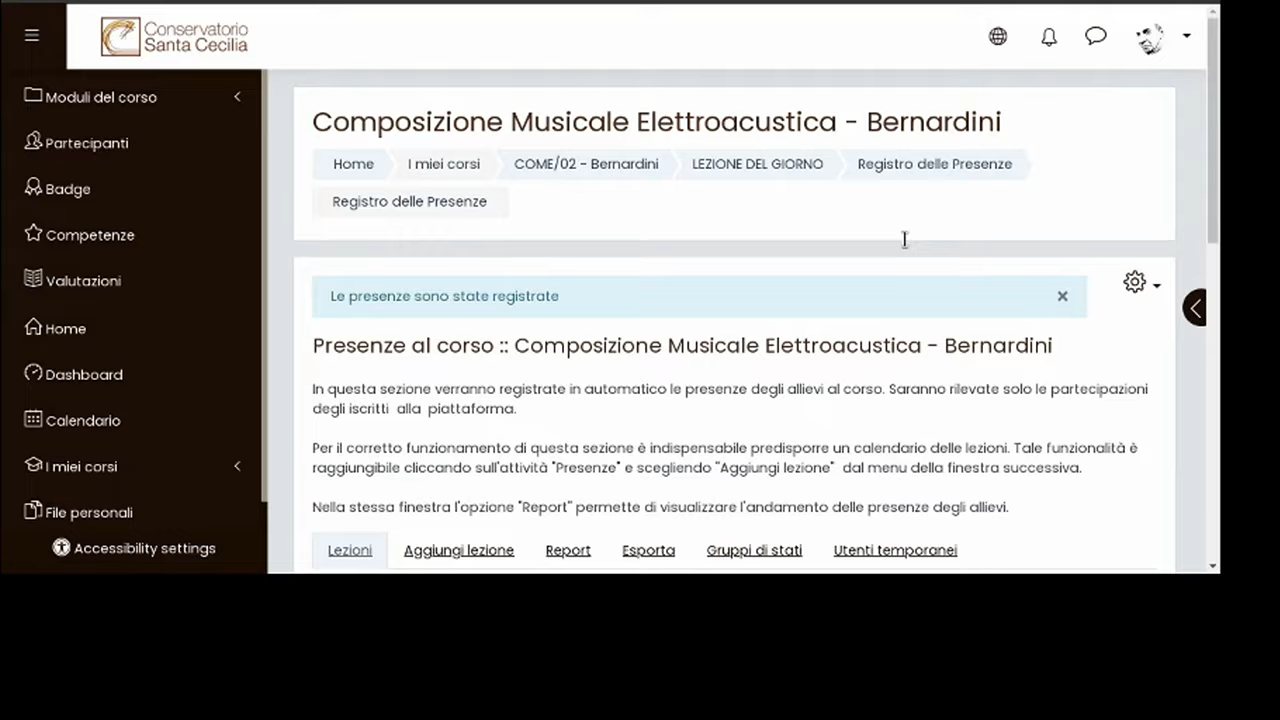 Conservatorio
Santa Cecilia
Moduli del corso
Partecipanti
Badge
Competenze
Valutazioni
Home
Dashboard
Calendario
I miei corsi
File personali
Accessibility settings
Composizione Musicale Elettroacustica - Bernardini
Home I miei corsi COME/02 - Bernardini LEZIONE DEL GIORNO Registro delle Presenze
Registro delle Presenze
Le presenze sono state registrate ×
Presenze al corso :: Composizione Musicale Elettroacustica - Bernardini
In questa sezione verranno registrate in automatico le presenze degli allievi al corso. Saranno rilevate solo le partecipazioni
degli iscritti alla piattaforma.
Per il corretto funzionamento di questa sezione è indispensabile predisporre un calendario delle lezioni. Tale funzionalità è
raggiungibile cliccando sull'attività "Presenze" e scegliendo "Aggiungi lezione" dal menu della finestra successiva.
Nella stessa finestra l'opzione "Report" permette di visualizzare l'andamento delle presenze degli allievi.
Lezioni Aggiungi lezione Report Esporta Gruppi di stati Utenti temporanei